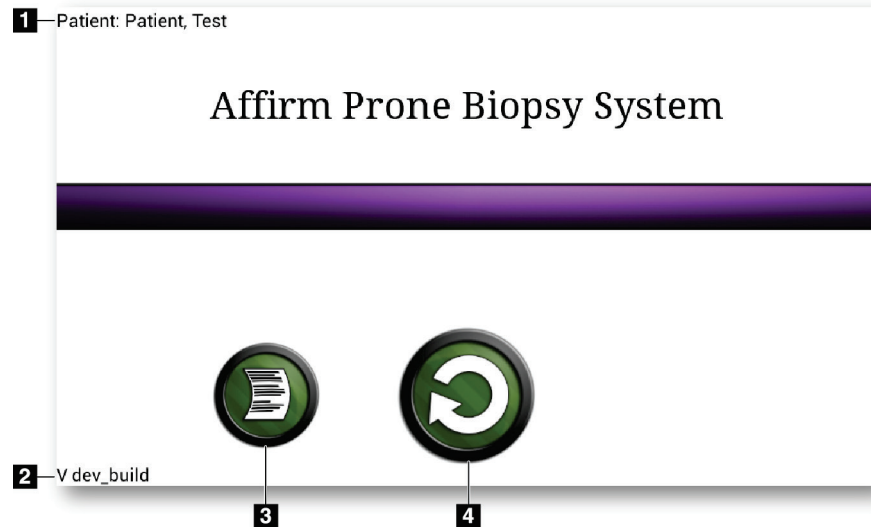 1 Patient: Patient, Test
Affirm Prone Biopsy System
2 V dev_build
3 4